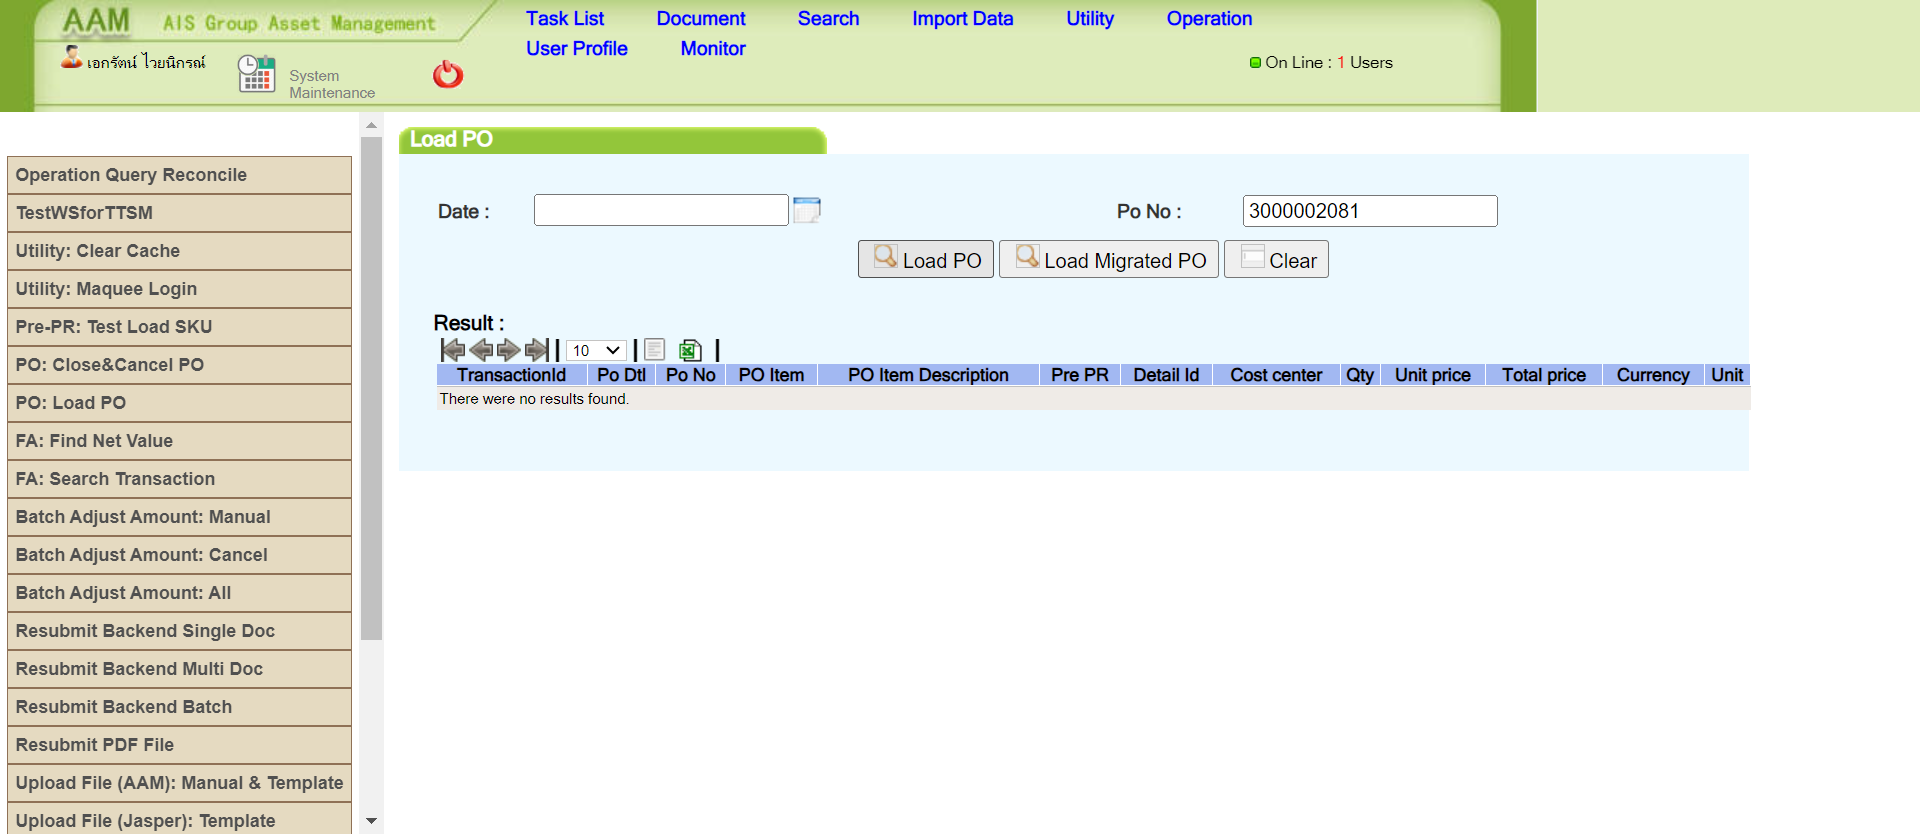 AAM AIS Group Asset Management
Task List Document Search Import Data Utility Operation
User Profile Monitor
เอกรัตน์ ไวยนิกรณ์
System
Maintenance
On Line : 1 Users
Operation Query Reconcile
TestWSforTTSM
Utility: Clear Cache
Utility: Maquee Login
Pre-PR: Test Load SKU
PO: Close&Cancel PO
PO: Load PO
FA: Find Net Value
FA: Search Transaction
Batch Adjust Amount: Manual
Batch Adjust Amount: Cancel
Batch Adjust Amount: All
Resubmit Backend Single Doc
Resubmit Backend Multi Doc
Resubmit Backend Batch
Resubmit PDF File
Upload File (AAM): Manual & Template
Upload File (Jasper): Template
Load PO
Date : Po No : 3000002081
Load PO Load Migrated PO Clear
Result :
10
TransactionId Po Dtl Po No PO Item PO Item Description Pre PR Detail Id Cost center Qty Unit price Total price Currency Unit
There were no results found.